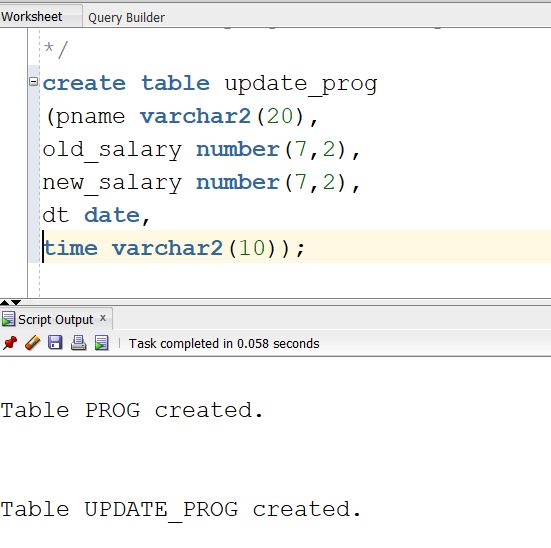 Worksheet Query Builder
*/
create table update_prog
(pname varchar2(20),
old_salary number(7,2),
new_salary number(7,2),
dt date,
time varchar2(10));
Script Output x
Task completed in 0.058 seconds
Table PROG created.
Table UPDATE_PROG created.